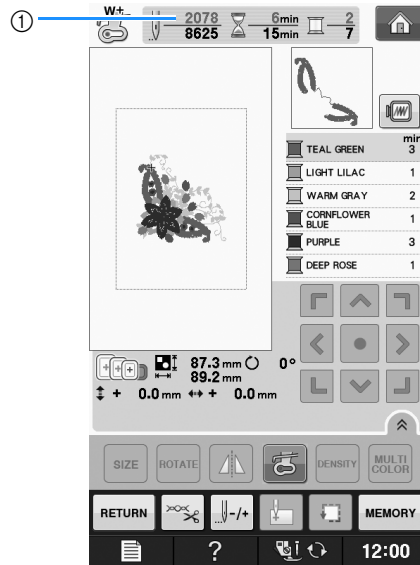 ①
W+
2078 6min 2
8625 15min 7
min
TEAL GREEN 3
LIGHT LILAC 1
WARM GRAY 2
CORNFLOWER
BLUE 1
PURPLE 3
DEEP ROSE 1
87.3 mm 0°
89.2 mm
+ 0.0 mm + 0.0 mm
SIZE ROTATE DENSITY MULTI
COLOR
RETURN -/+ MEMORY
? 12:00